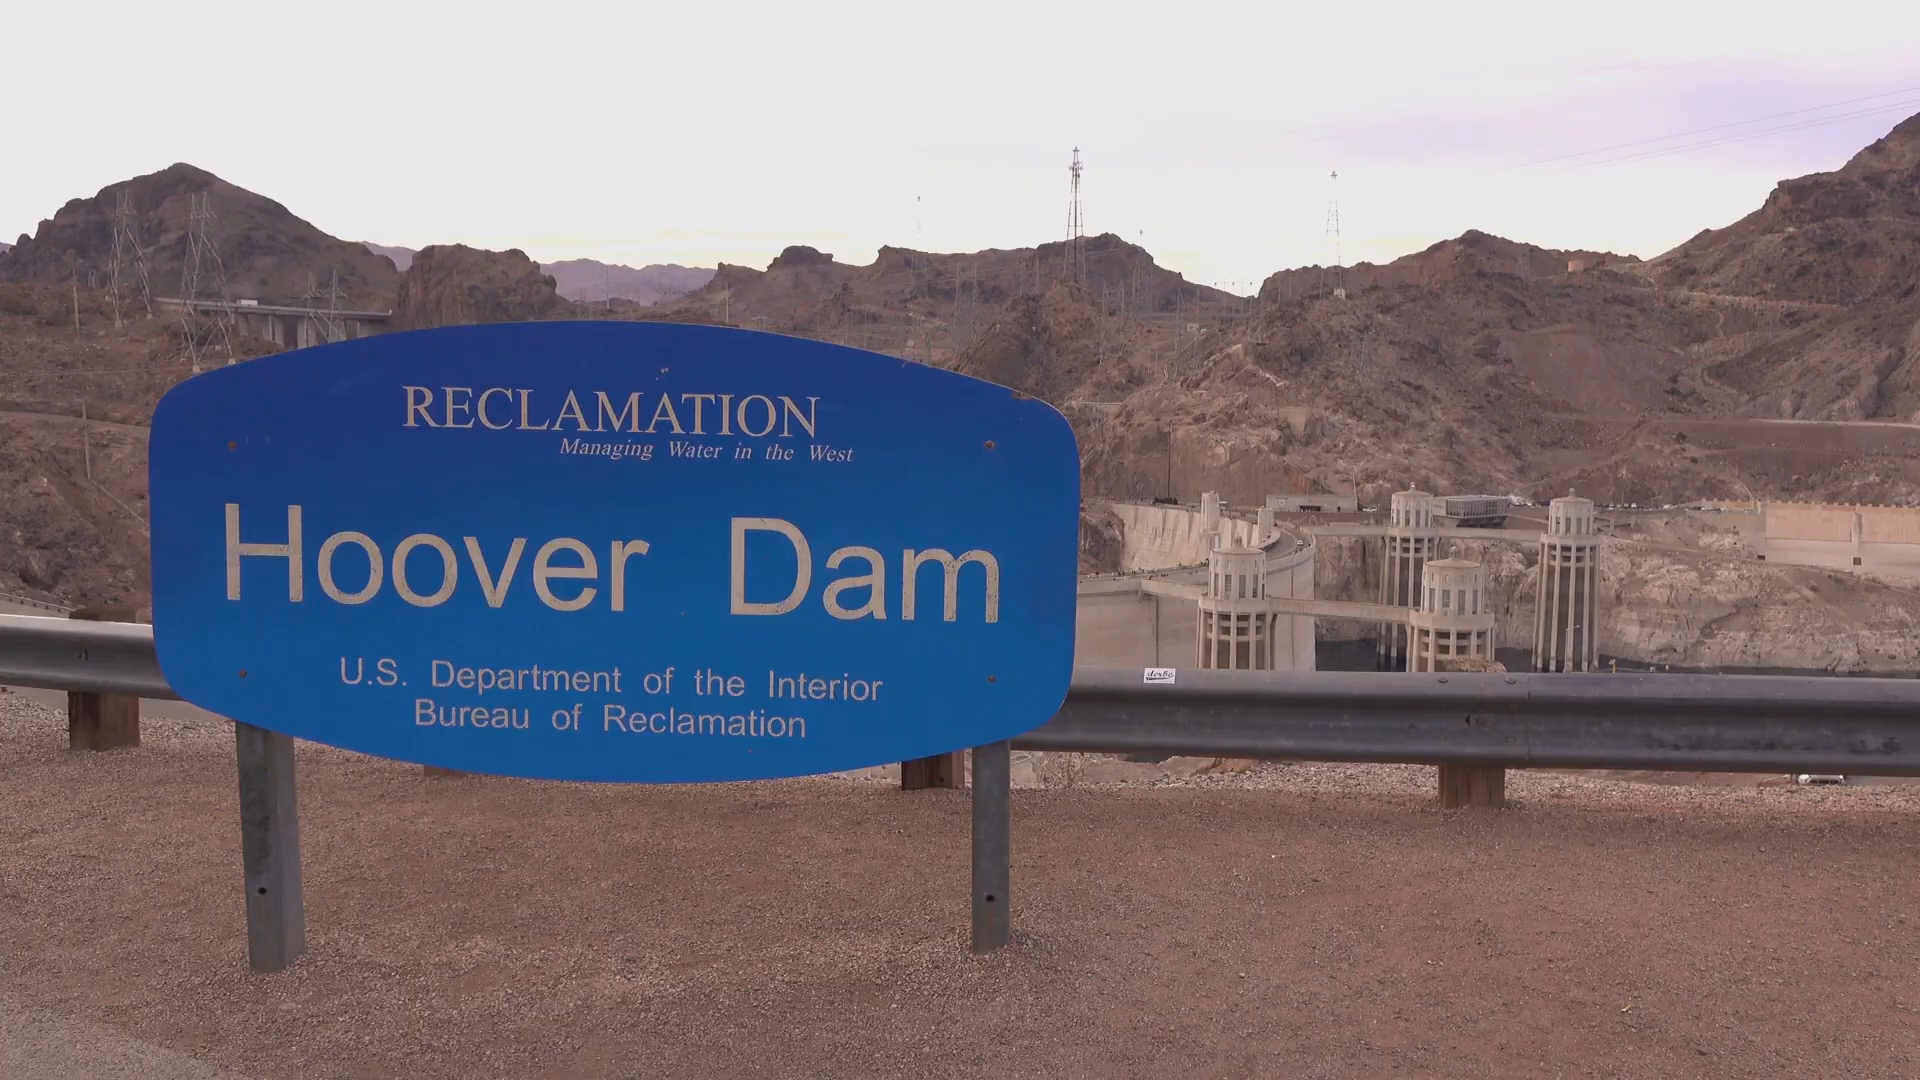 RECLAMATION
Managing Water in the West
Hoover Dam
U.S. Department of the Interior
Bureau of Reclamation